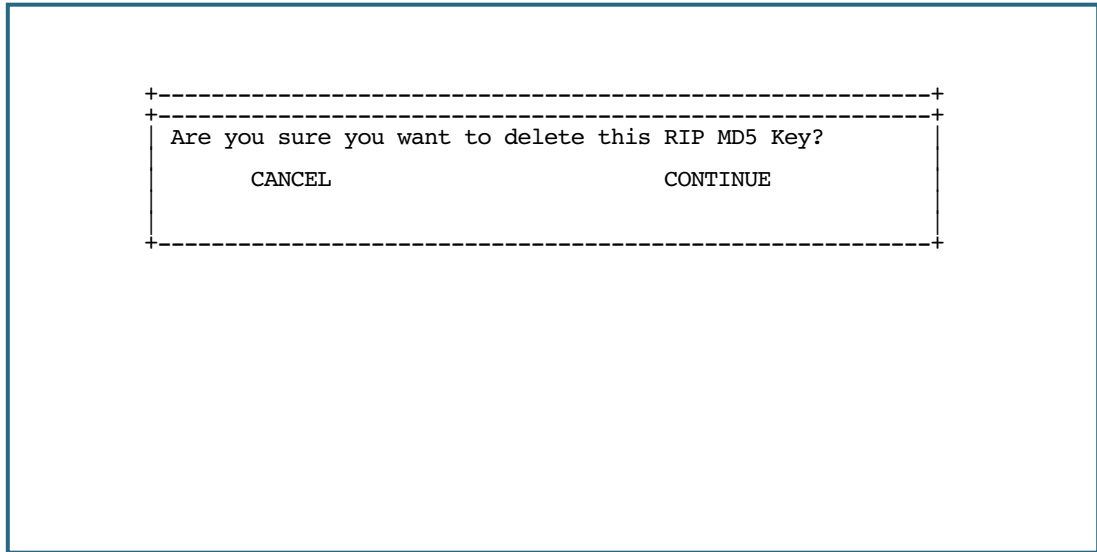 +----------------------------------------------------------+
+----------------------------------------------------------+
| Are you sure you want to delete this RIP MD5 Key? |
| CANCEL CONTINUE |
| |
+----------------------------------------------------------+